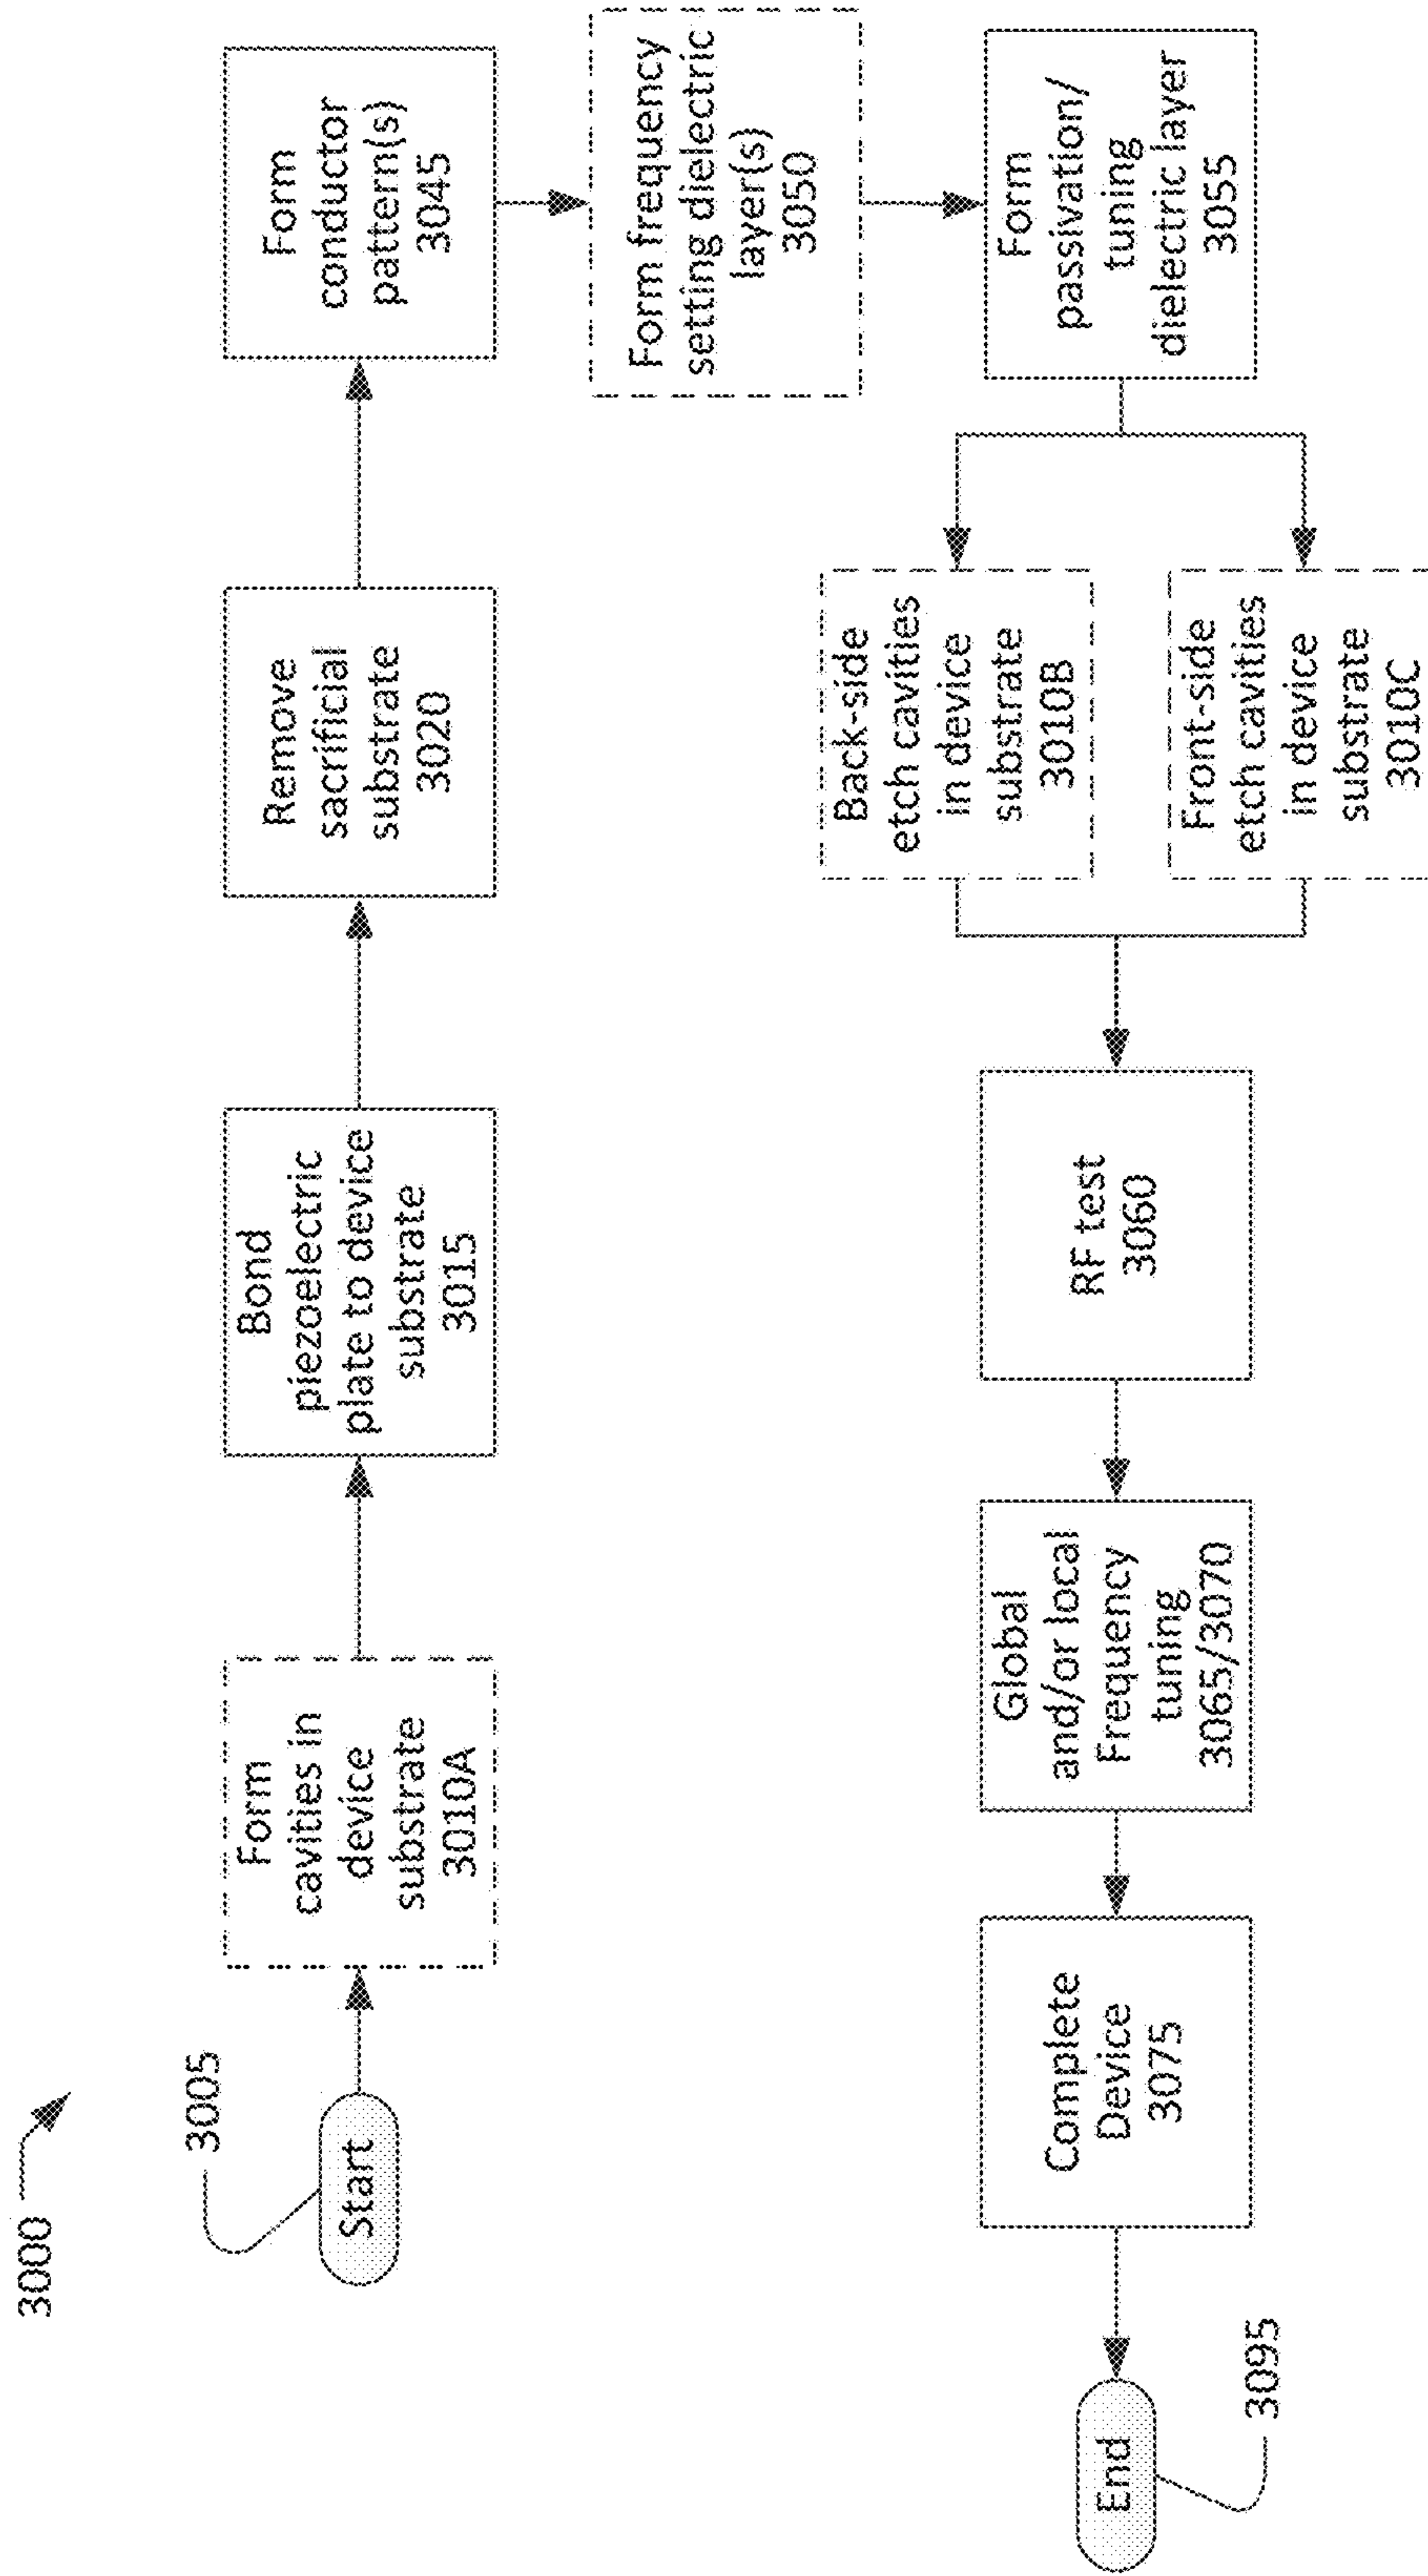 3000
3005
Start
Form
cavities in
device
substrate
3010A
Bond
piezoelectric
plate to device
substrate
3015
Remove
sacrificial
substrate
3020
Form
conductor
pattern(s)
3045
Form frequency
setting dielectric
layer(s)
3050
Form
passivation/
tuning
dielectric layer
3055
Back-side
etch cavities
in device
substrate
3010B
Front-side
etch cavities
in device
substrate
3010C
RF test
3060
Global
and/or local
Frequency
tuning
3065/3070
Complete
Device
3075
End
3095